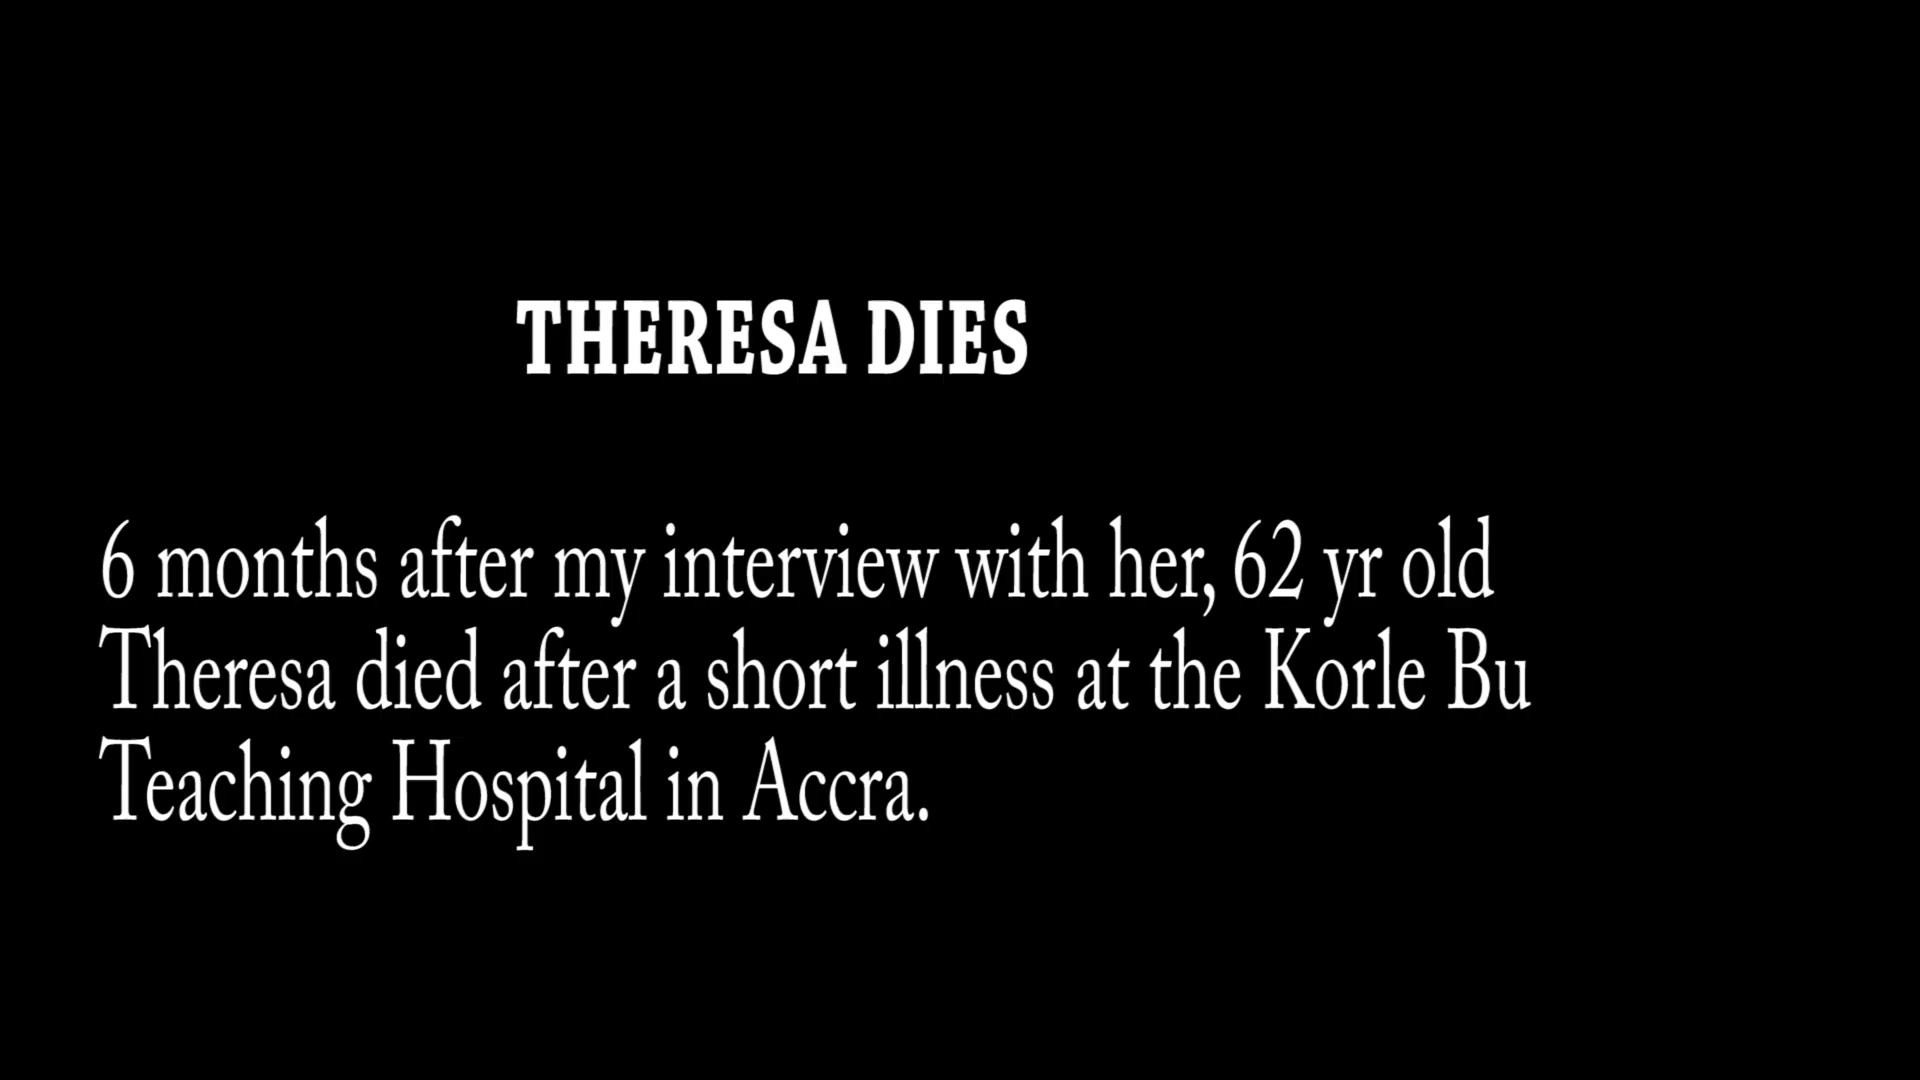 THERESA DIES
6 months after my interview with her, 62 yr old
Theresa died after a short illness at the Korle Bu
Teaching Hospital in Accra.